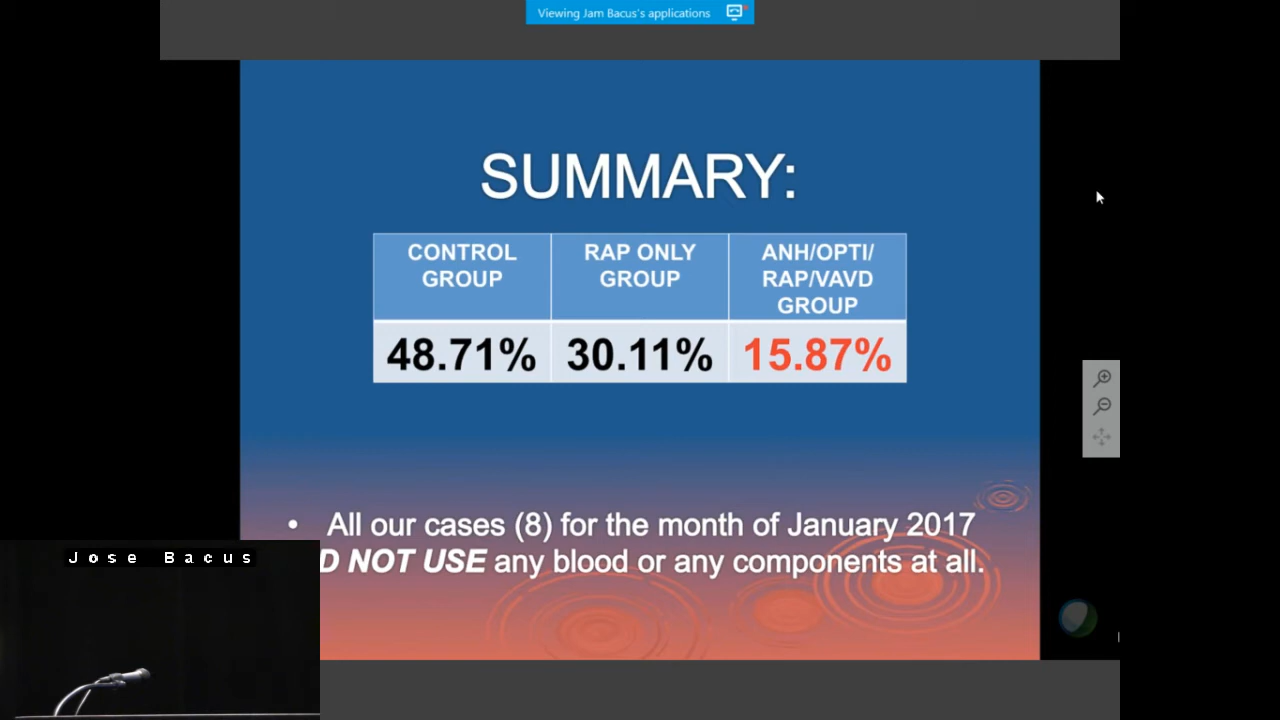 Viewing Jam Bacus's applications
SUMMARY:
CONTROL GROUP
RAP ONLY GROUP
ANH/OPTI/
RAP/VAVD
GROUP
48.71% 30.11% 15.87%
• All our cases (8) for the month of January 2017
D NOT USE any blood or any components at all.
Jose Bacus